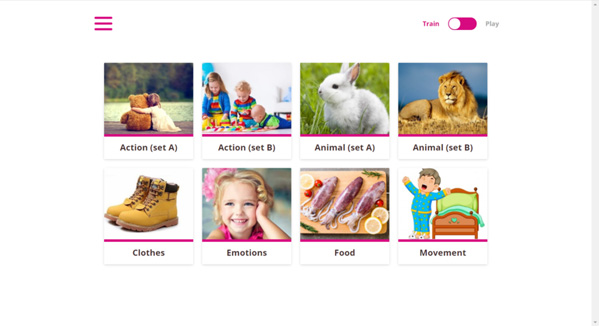 Train Play
Action (set A)
Action (set B)
Animal (set A)
Animal (set B)
Clothes
Emotions
Food
Movement